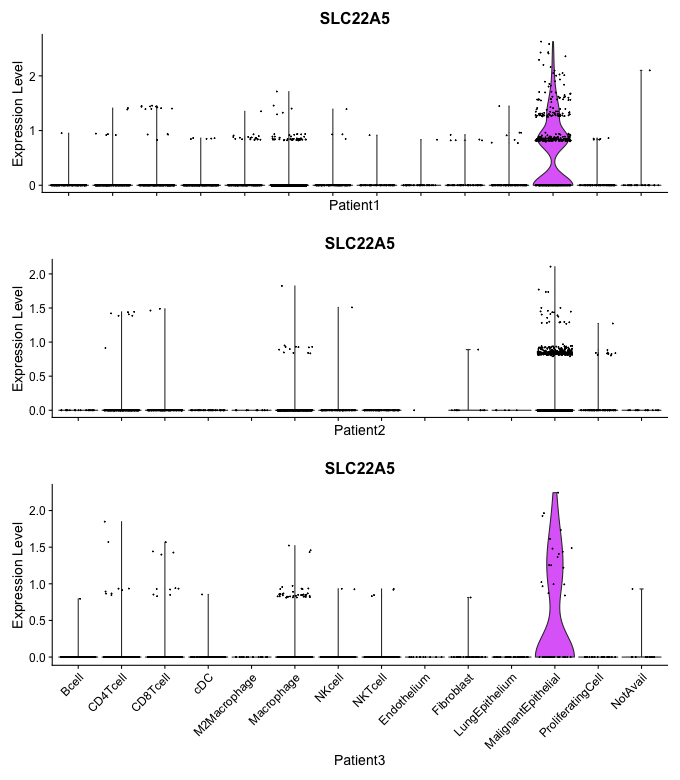 SLC22A5
Expression Level
2
1
0
Patient1
SLC22A5
Expression Level
2.0
1.5
1.0
0.5
0.0
Patient2
SLC22A5
Expression Level
2.0
1.5
1.0
0.5
0.0
Bcell
CD4Tcell
CD8Tcell
cDC
M2Macrophage
Macrophage
NKcell
NKTcell
Endothelium
Fibroblast
LungEpithelium
MalignantEpithelial
ProliferatingCell
NotAvail
Patient3